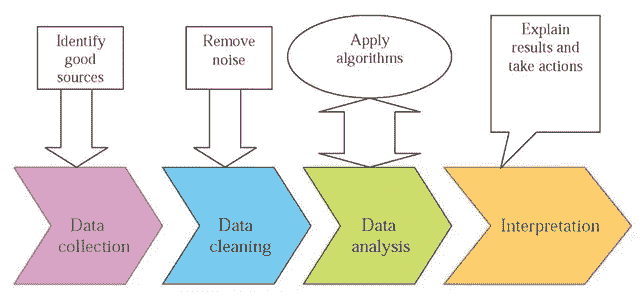 Identify
good
sources
Remove
noise
Apply
algorithms
Explain
results and
take actions
Data
collection
Data
cleaning
Data
analysis
Interpretation